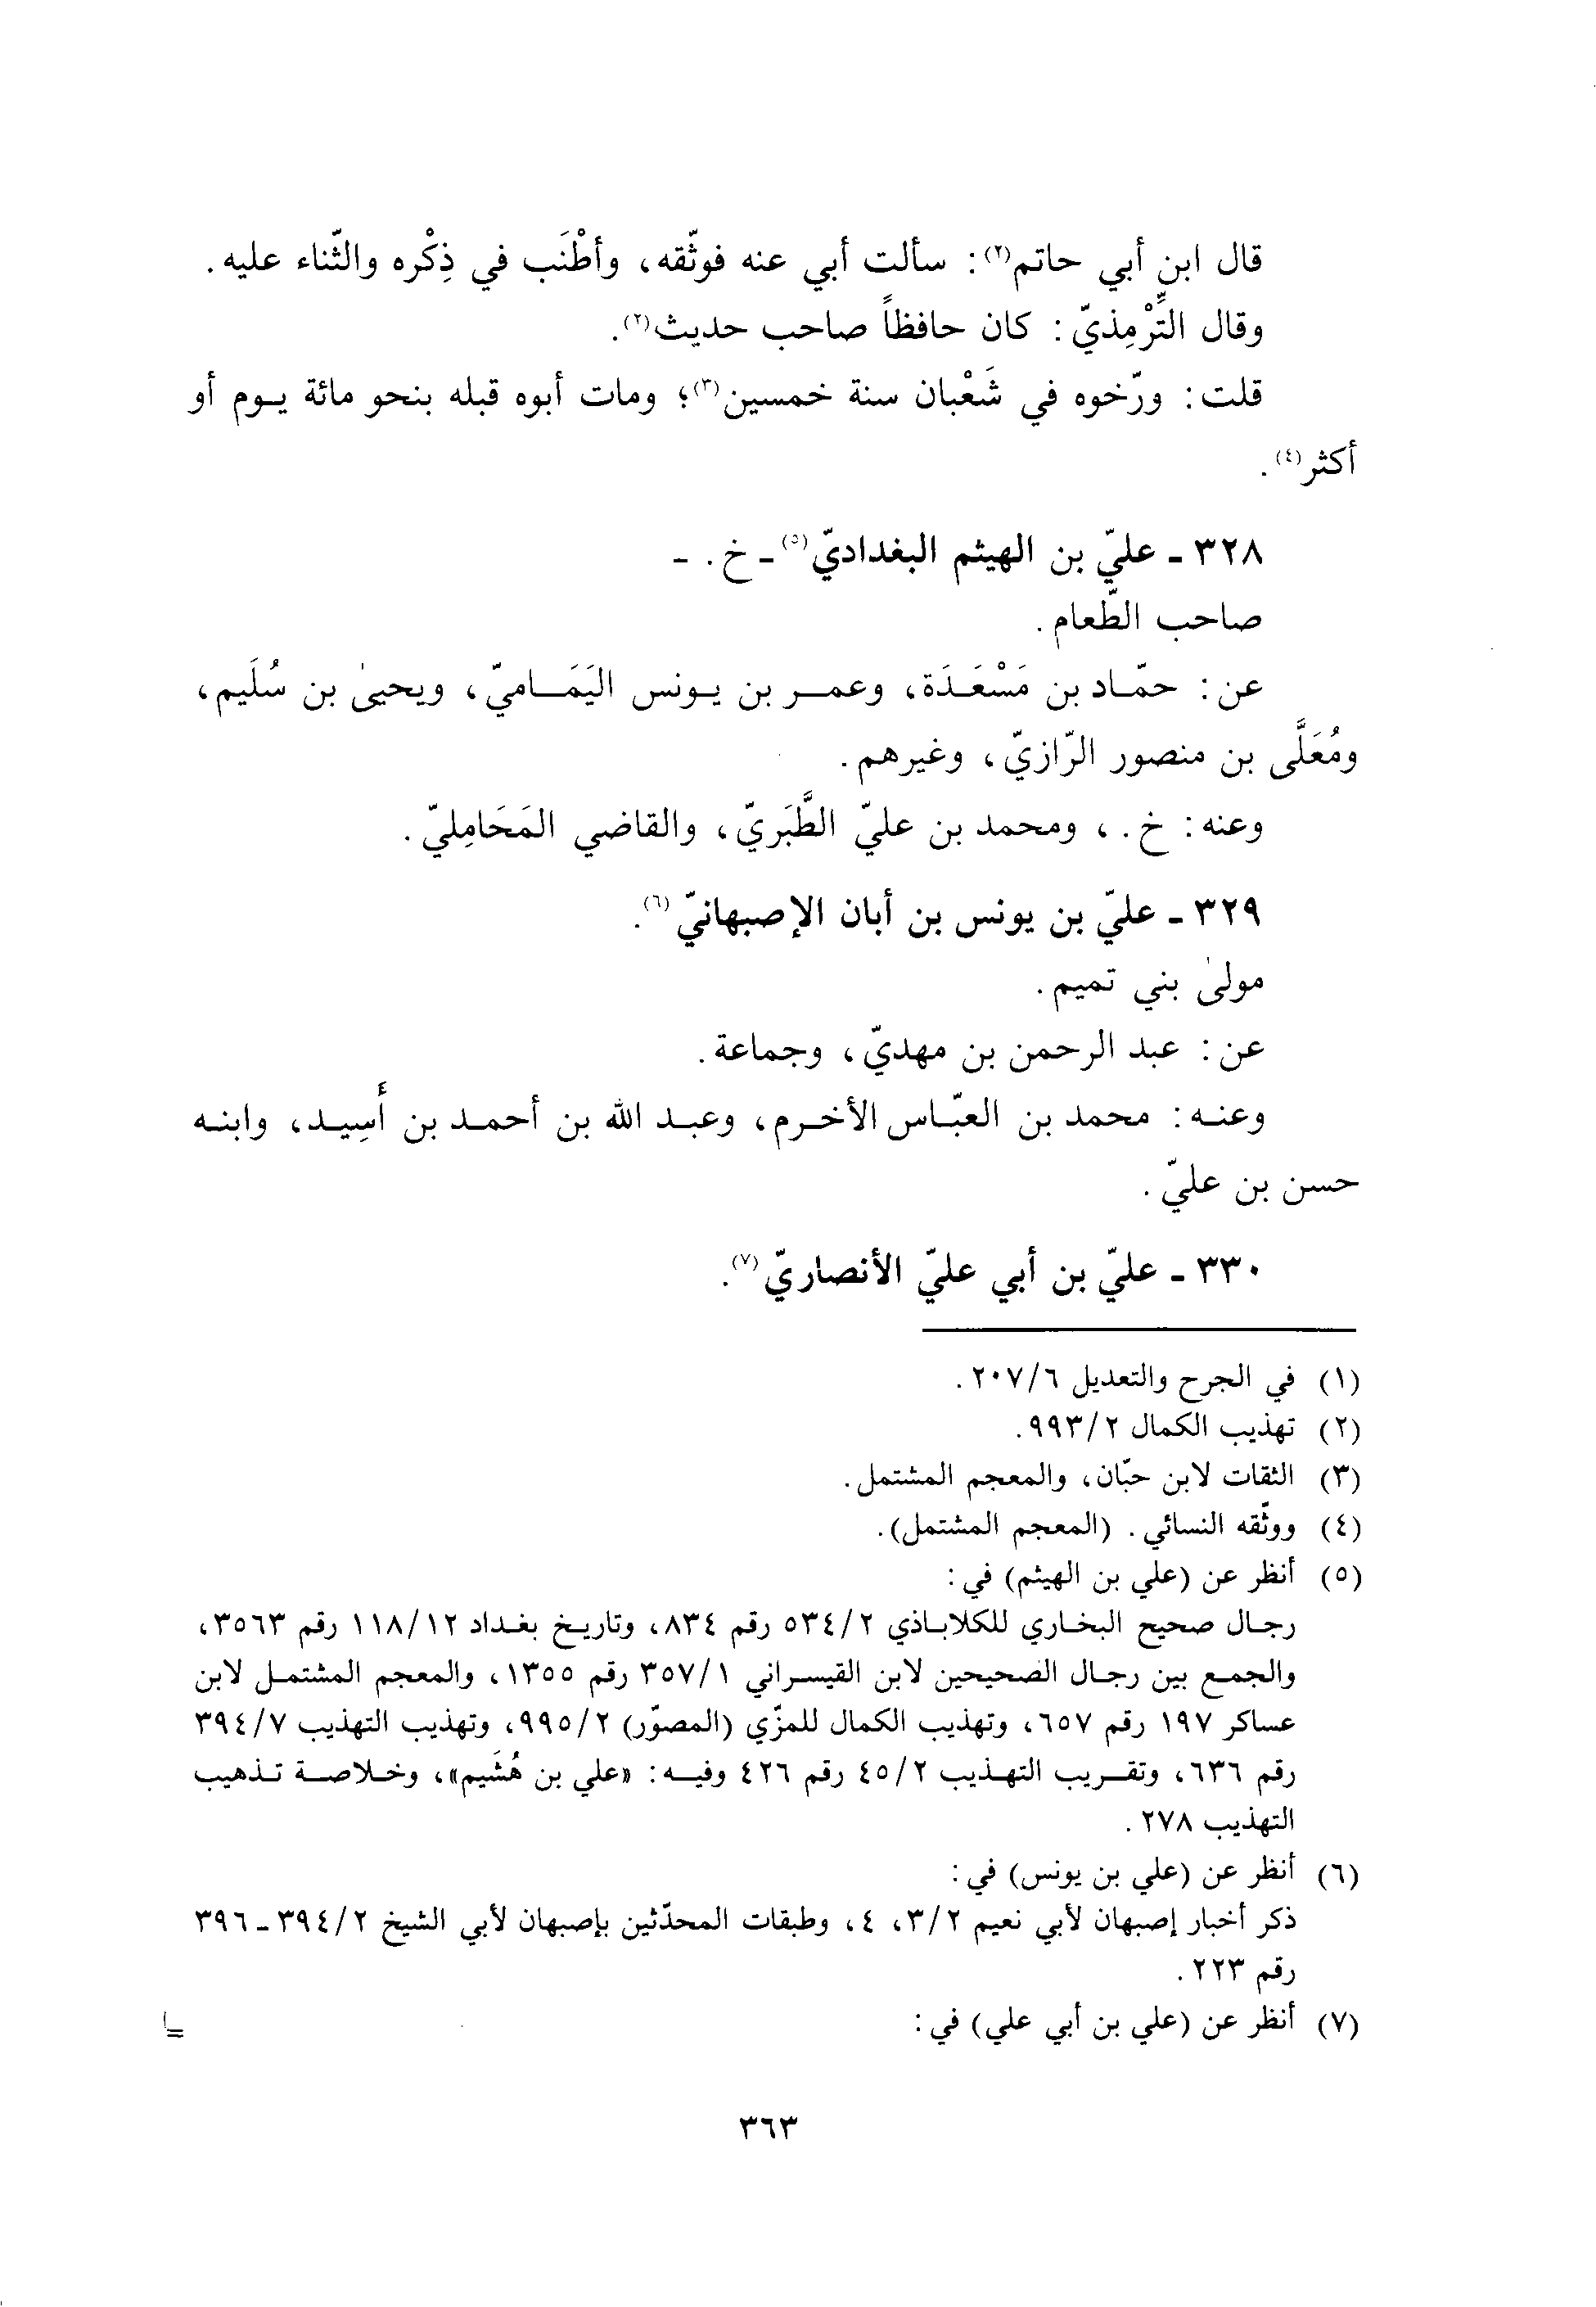 قال ابن أبي حاتم(٢): سألت أبي عنه فوثّقه، وأطْنَب في ذِكْره والثّناء عليه.
وقال التِّرْمِذيّ: كان حافظاً صاحب حديث(٢).
قلت: ورّخوه في شَعْبان سنة خمسين(٣)؛ ومات أبوه قبله بنحو مائة يوم أو
أكثر(٤).
٣٢٨ ـ عليّ بن الهيثم البغداديّ(٥) ـ خ. ـ
صاحب الطّعام.
عن: حمّاد بن مَسْعَدَة، وعمر بن يونس اليَمَاميّ، ويحيىٰ بن سُلَيم،
ومُعَلَّى بن منصور الرّازيّ، وغيرهم.
وعنه: خ.، ومحمد بن عليّ الطَّبَريّ، والقاضي المَحَامِليّ.
٣٢٩ ـ عليّ بن يونس بن أبان الإصبهانيّ(٦).
مولىٰ بني تميم.
عن: عبد الرحمن بن مهديّ، وجماعة.
وعنه: محمد بن العبّاس الأخرم، وعبد الله بن أحمد بن أَسِيد، وابنه
حسن بن عليّ.
٣٣٠ ـ عليّ بن أبي عليّ الأنصاريّ(٧).
(١) في الجرح والتعديل ٢٠٧/٦.
(٢) تهذيب الكمال ٩٩٣/٢.
(٣) الثقات لابن حبّان، والمعجم المشتمل.
(٤) ووثّقه النسائي. (المعجم المشتمل).
(٥) أنظر عن (علي بن الهيثم) في:
رجال صحيح البخاري للكلاباذي ٥٣٤/٢ رقم ٨٣٤، وتاريخ بغداد ١١٨/١٢ رقم ٣٥٦٣،
والجمع بين رجال الصحيحين لابن القيسراني ٣٥٧/١ رقم ١٣٥٥، والمعجم المشتمل لابن
عساكر ١٩٧ رقم ٦٥٧، وتهذيب الكمال للمزّي (المصوّر) ٩٩٥/٢، وتهذيب التهذيب ٣٩٤/٧
رقم ٦٣٦، وتقريب التهذيب ٤٥/٢ رقم ٤٢٦ وفيه: «علي بن هُشَيم»، وخلاصة تذهيب
التهذيب ٢٧٨.
(٦) أنظر عن (علي بن يونس) في:
ذكر أخبار إصبهان لأبي نعيم ٣/٢، ٤، وطبقات المحدّثين بإصبهان لأبي الشيخ ٣٩٤/٢ ـ ٣٩٦
رقم ٢٢٣.
(٧) أنظر عن (علي بن أبي علي) في: =
٣٦٣